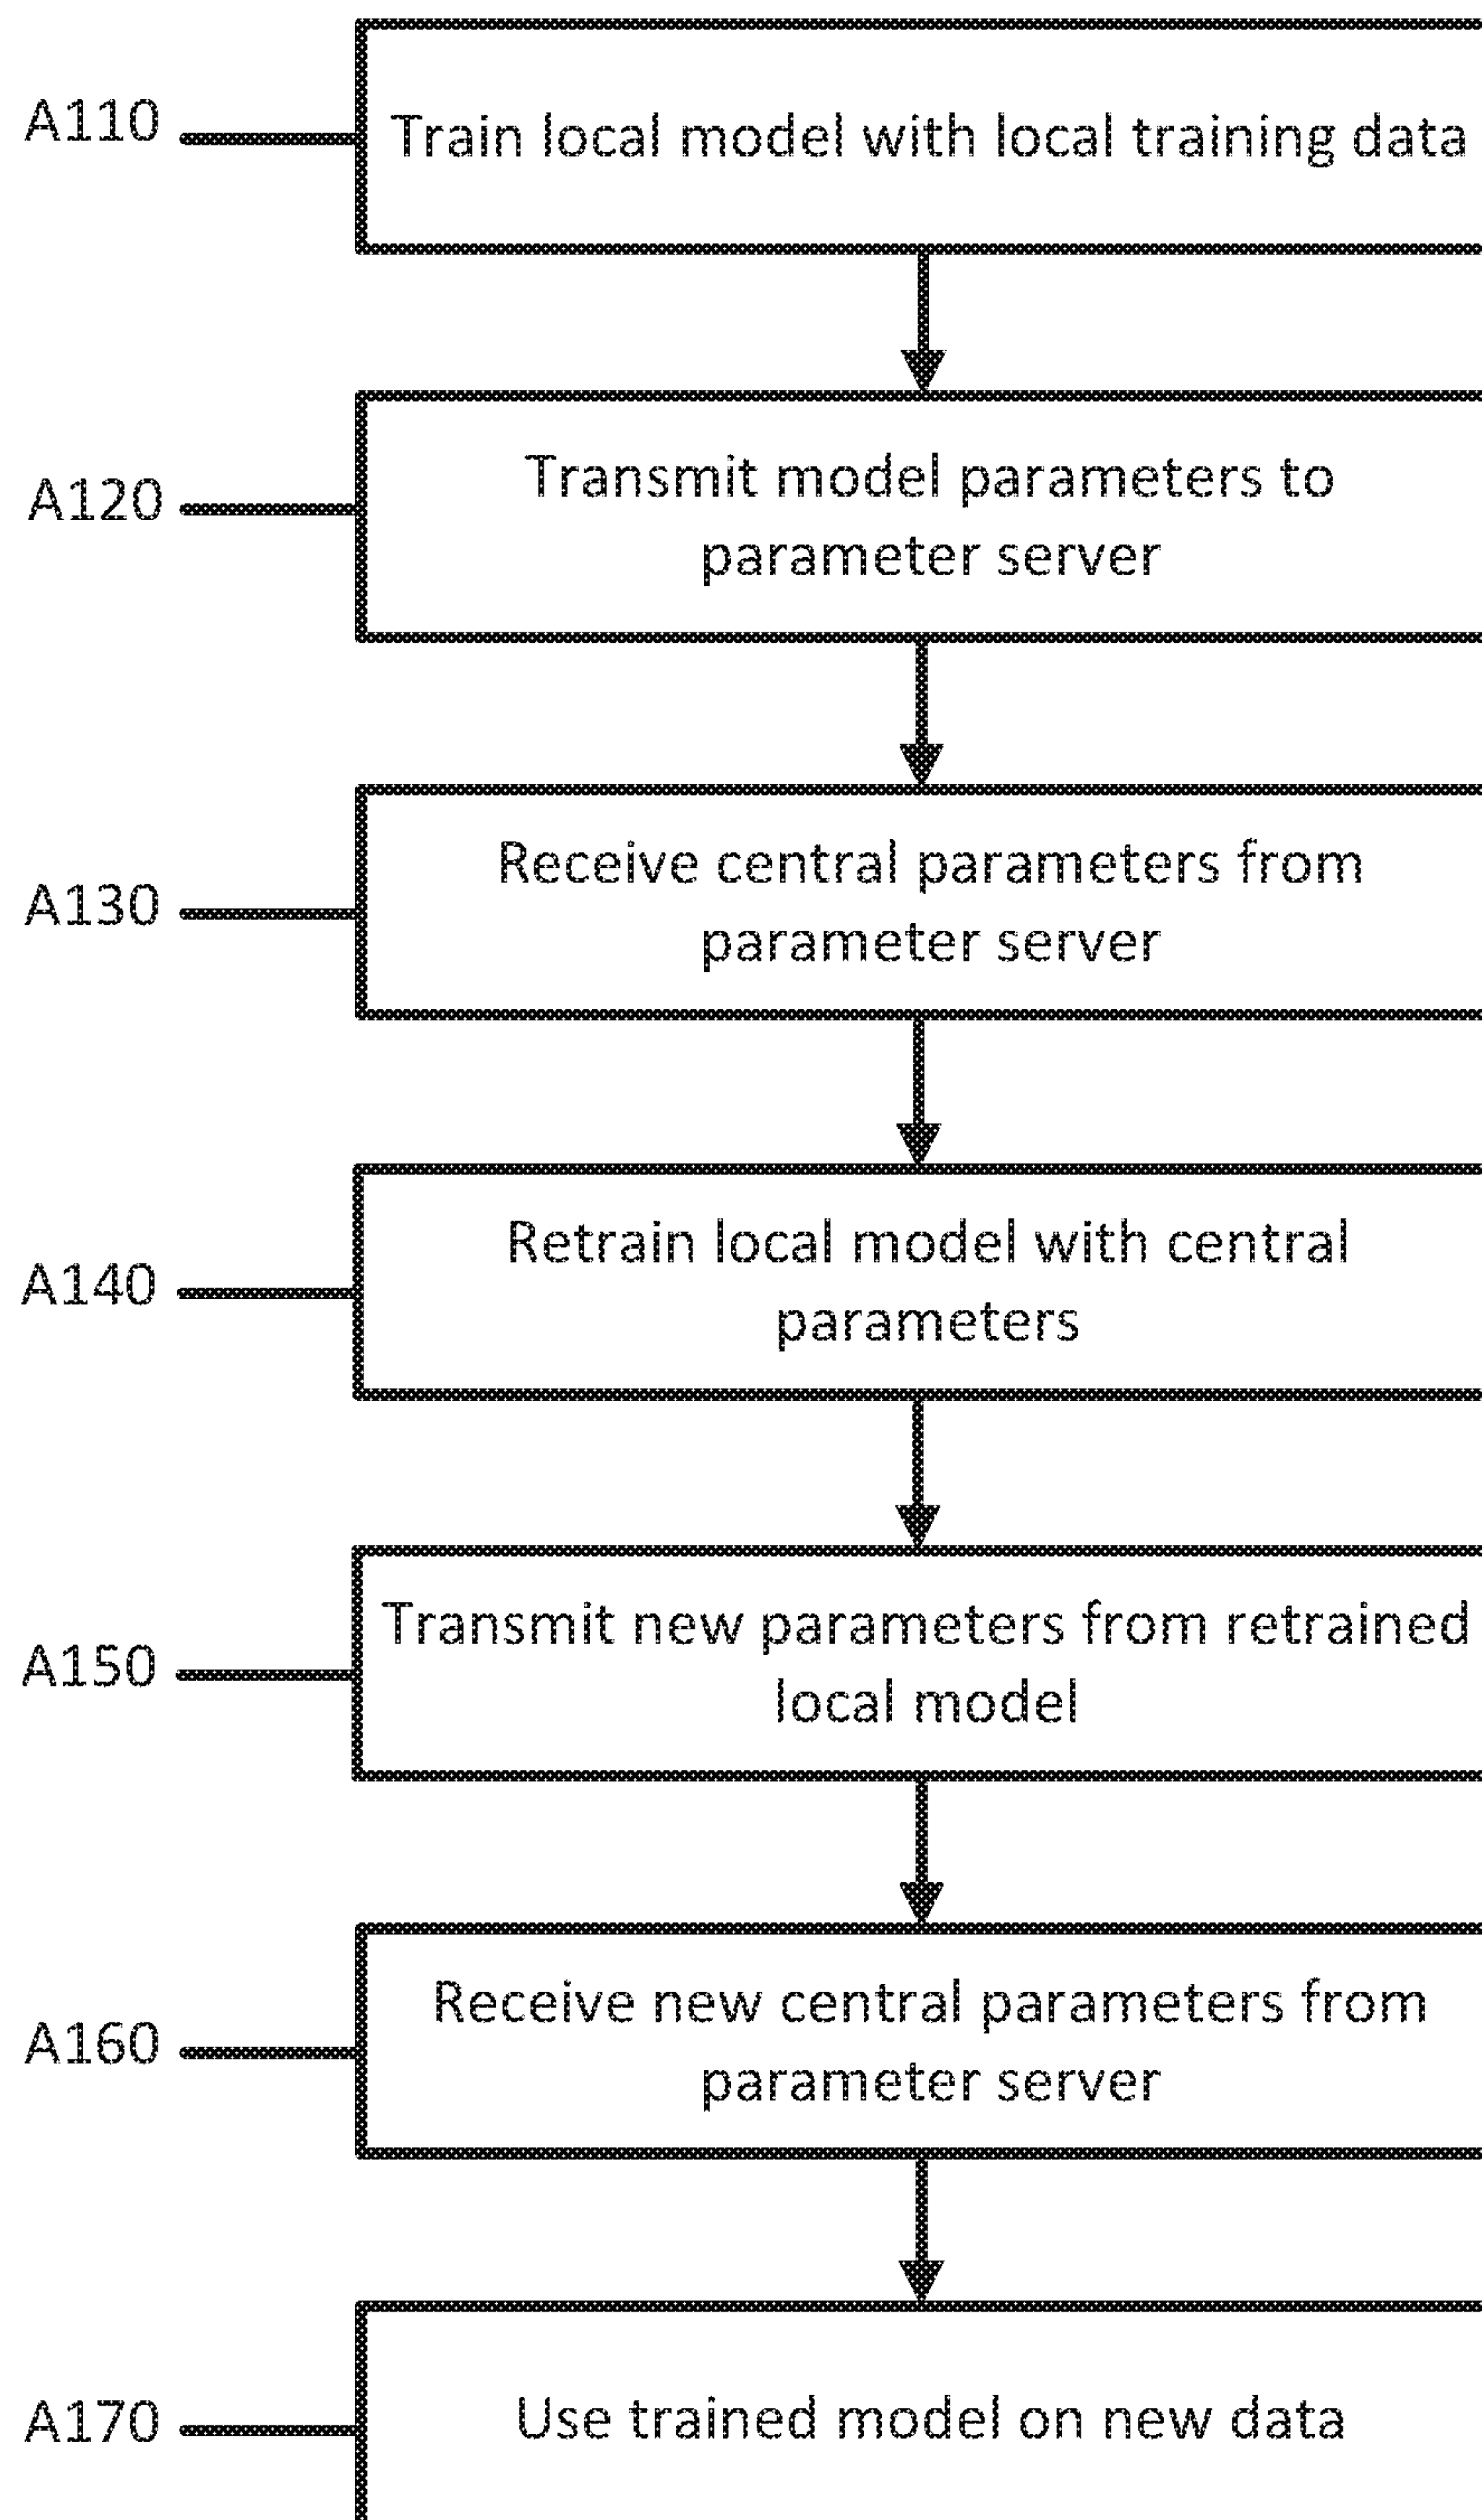 A110
Train local model with local training data
A120
Transmit model parameters to
parameter server
A130
Receive central parameters from
parameter server
A140
Retrain local model with central
parameters
A150
Transmit new parameters from retrained
local model
A160
Receive new central parameters from
parameter server
A170
Use trained model on new data